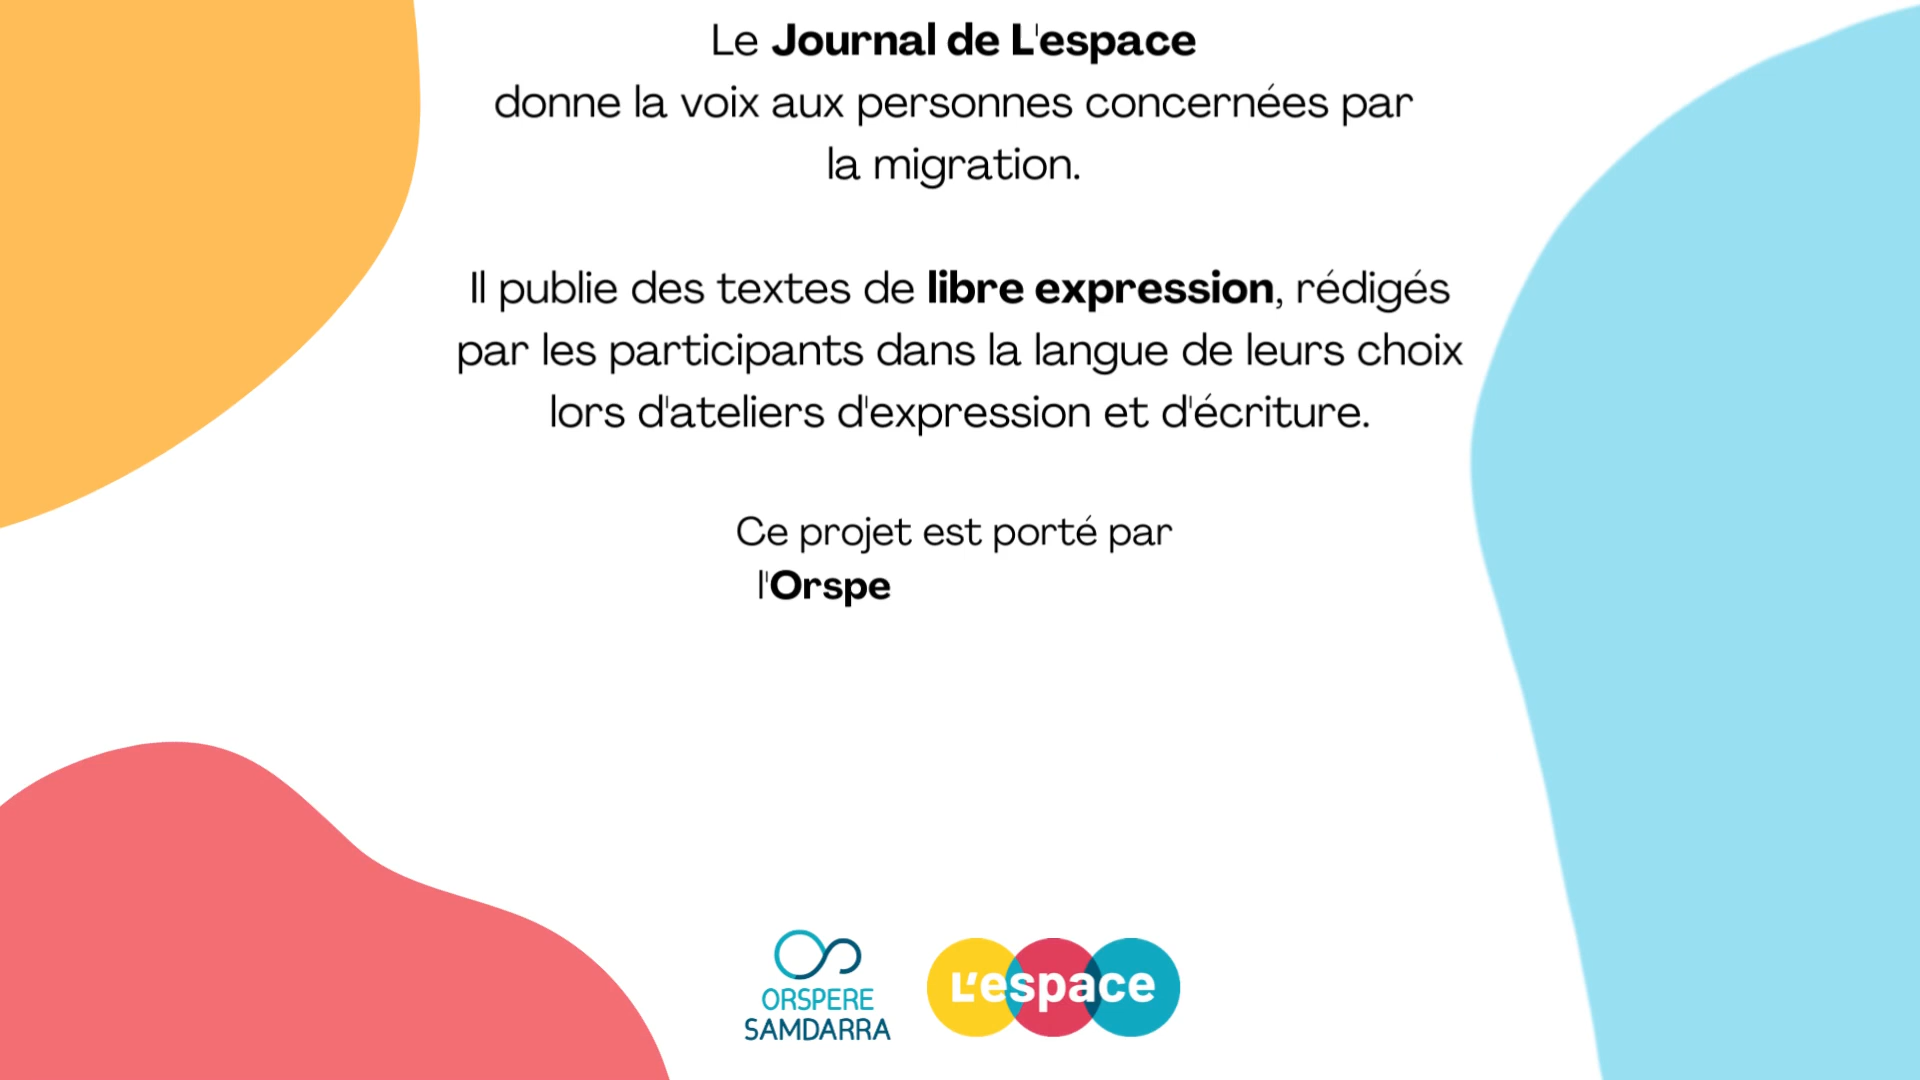 Le Journal de L'espace
donne la voix aux personnes concernées par
la migration.
Il publie des textes de libre expression, rédigés
par les participants dans la langue de leurs choix
lors d'ateliers d'expression et d'écriture.
Ce projet est porté par
l'Orspe
ORSPERE
SAMDARRA
L'espace